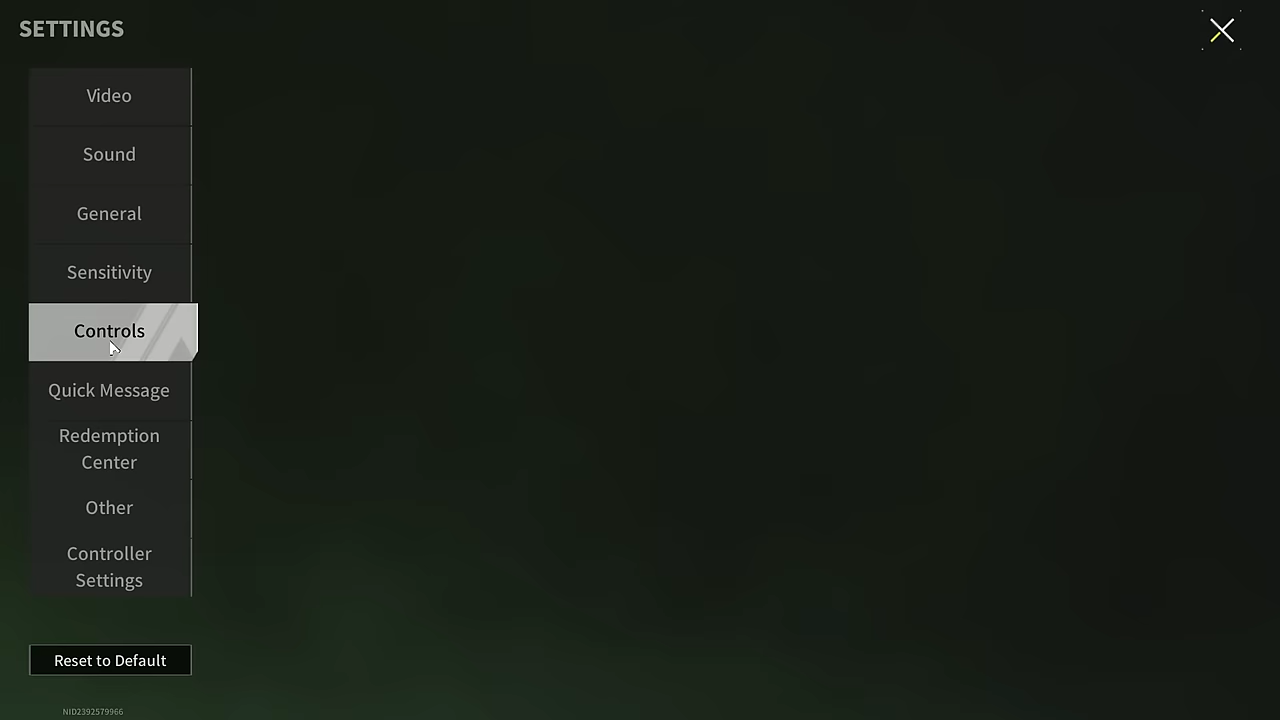 SETTINGS
Video
Sound
General
Sensitivity
Controls
Quick Message
Redemption
Center
Other
Controller
Settings
Reset to Default
NID2392579966